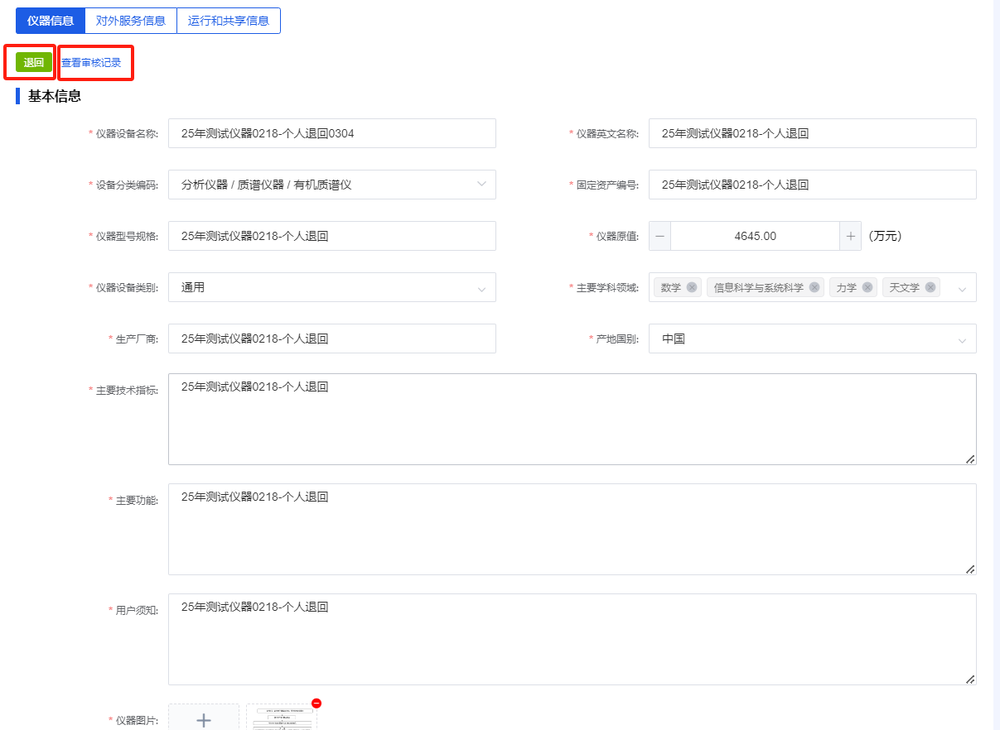 仪器信息 对外服务信息 运行和共享信息
退回 查看审核记录
基本信息
* 仪器设备名称: 25年测试仪器0218-个人退回0304 * 仪器英文名称: 25年测试仪器0218-个人退回
* 设备分类编码: 分析仪器 / 质谱仪器 / 有机质谱仪 * 固定资产编号: 25年测试仪器0218-个人退回
* 仪器型号规格: 25年测试仪器0218-个人退回 * 仪器原值: 4645.00 (万元)
* 仪器设备类别: 通用 * 主要学科领域: 数学 信息科学与系统科学 力学 天文学
* 生产厂商: 25年测试仪器0218-个人退回 * 产地国别: 中国
* 主要技术指标: 25年测试仪器0218-个人退回
* 主要功能: 25年测试仪器0218-个人退回
* 用户须知: 25年测试仪器0218-个人退回
* 仪器图片: